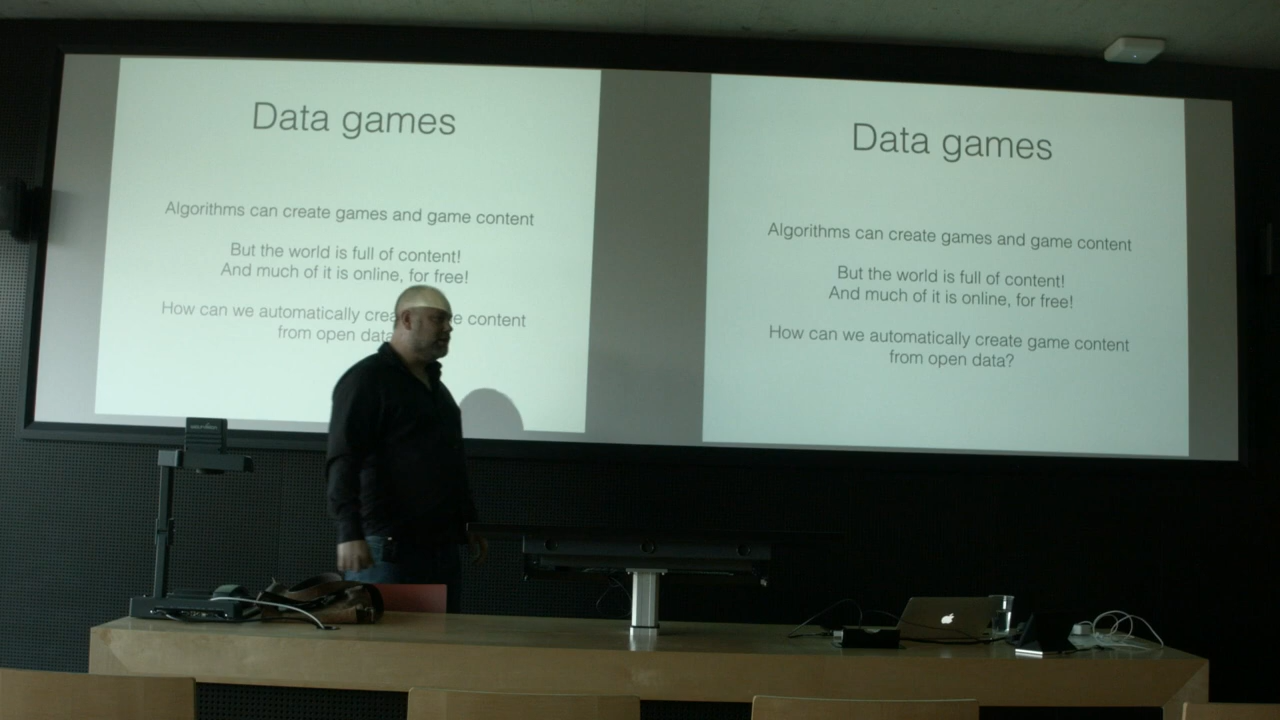 Data games
Algorithms can create games and game content
But the world is full of content!
And much of it is online, for free!
How can we automatically crea e content
from open data
Data games
Algorithms can create games and game content
But the world is full of content!
And much of it is online, for free!
How can we automatically create game content
from open data?